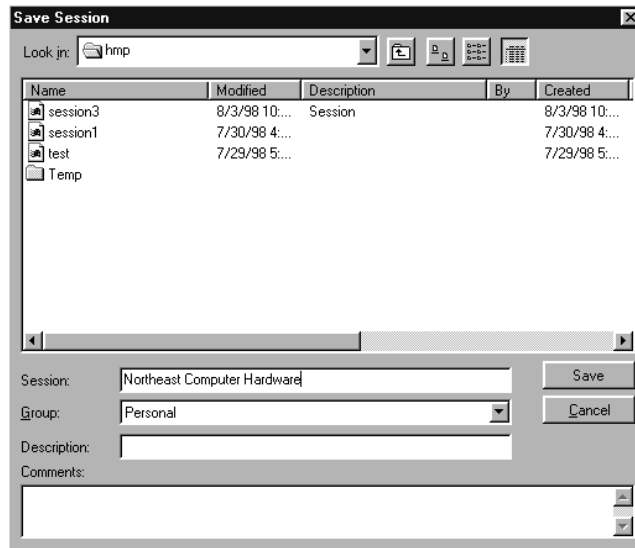 Save Session
Look in: hmp
Name Modified Description By Created
session3 8/3/98 10:... Session 8/3/98 10:...
session1 7/30/98 4:... 7/30/98 4:...
test 7/29/98 5:... 7/29/98 5:...
Temp
Session: Northeast Computer Hardware
Save
Group: Personal
Cancel
Description:
Comments: